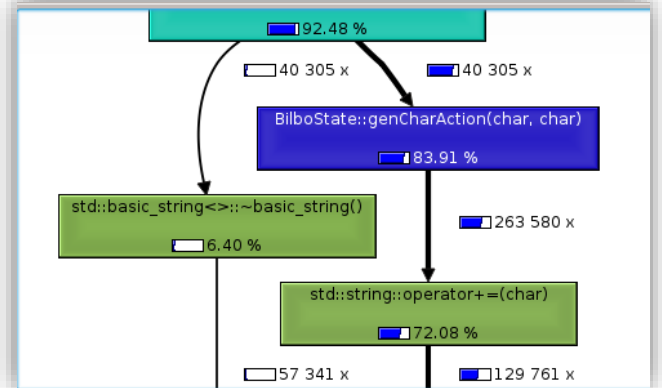 92.48 %
40 305 x
40 305 x
BilboState::genCharAction(char, char)
83.91 %
std::basic_string<>::~basic_string()
6.40 %
263 580 x
std::string::operator+=(char)
72.08 %
57 341 x
129 761 x